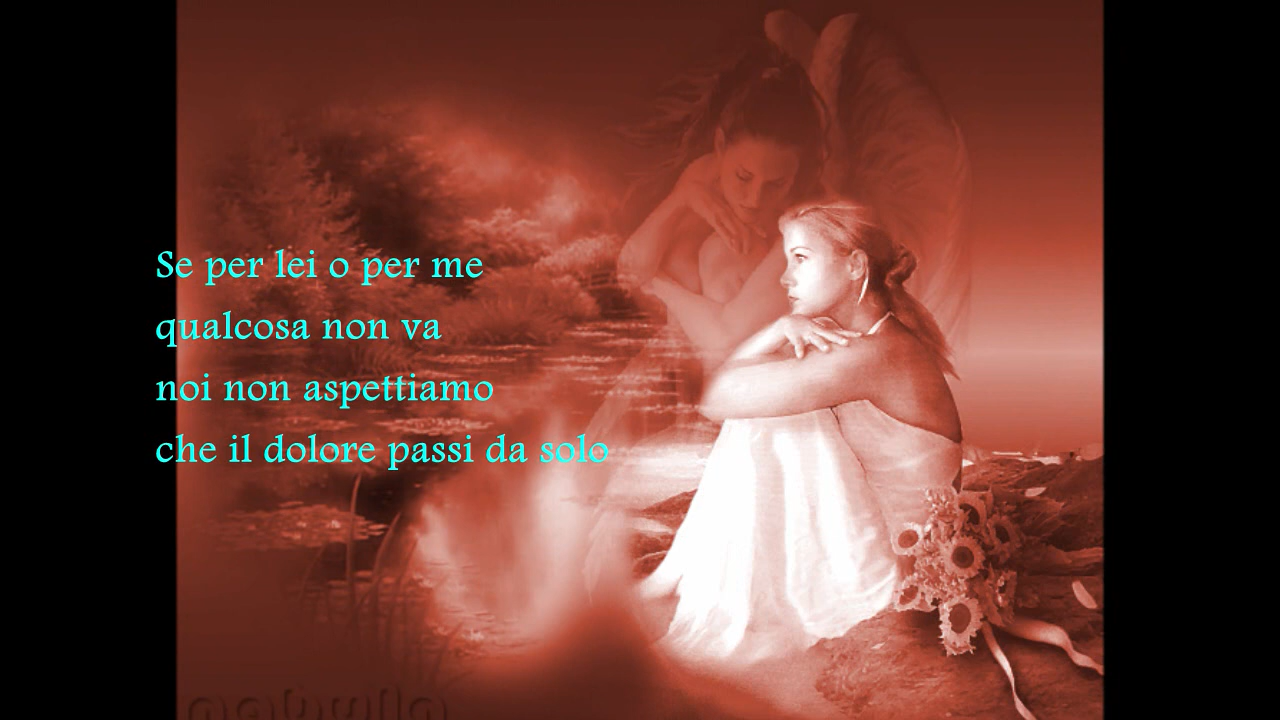 Se per lei o per me
qualcosa non va
noi non aspettiamo
che il dolore passi da solo